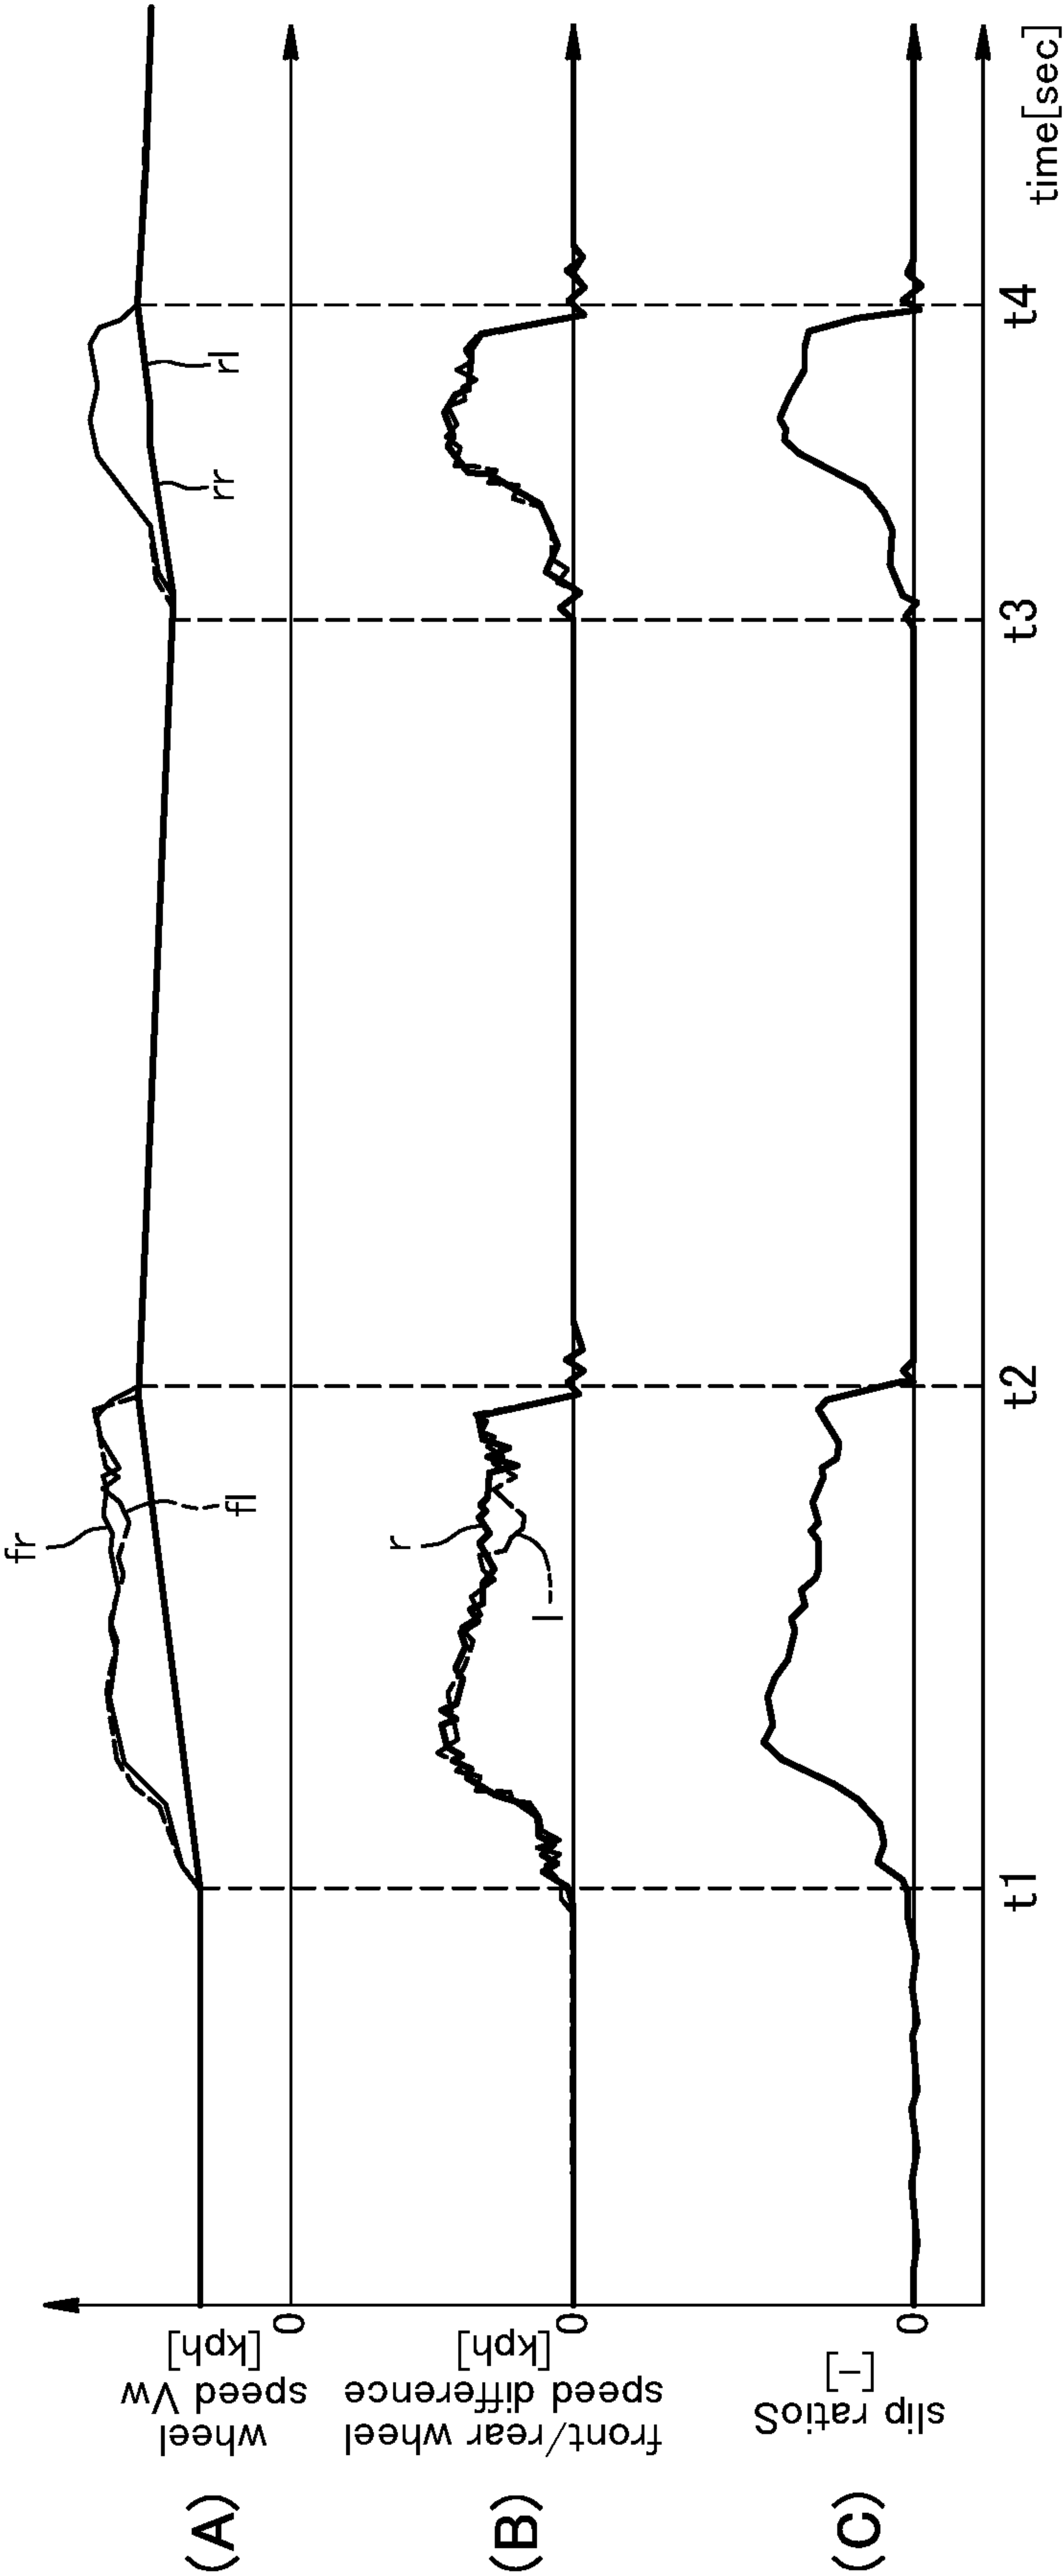 (A)
wheel
speed Vw
[kph]
0
fr
fl
rr
rl
(B)
front/rear wheel
speed difference
[kph]
0
r
l
(C)
slip ratioS
[-]
0
t1
t2
t3
t4
time[sec]